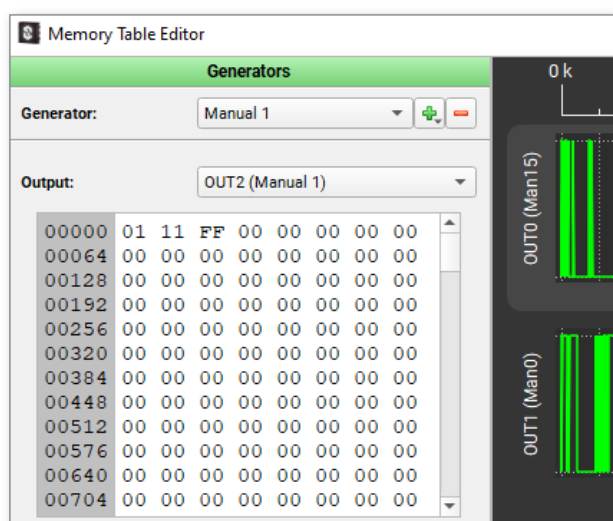 Memory Table Editor
Generators
0 k
Generator: Manual 1
Output: OUT2 (Manual 1)
00000 01 11 FF 00 00 00 00 00
00064 00 00 00 00 00 00 00 00
00128 00 00 00 00 00 00 00 00
00192 00 00 00 00 00 00 00 00
00256 00 00 00 00 00 00 00 00
00320 00 00 00 00 00 00 00 00
00384 00 00 00 00 00 00 00 00
00448 00 00 00 00 00 00 00 00
00512 00 00 00 00 00 00 00 00
00576 00 00 00 00 00 00 00 00
00640 00 00 00 00 00 00 00 00
00704 00 00 00 00 00 00 00 00
OUT0 (Man15)
OUT1 (Man0)